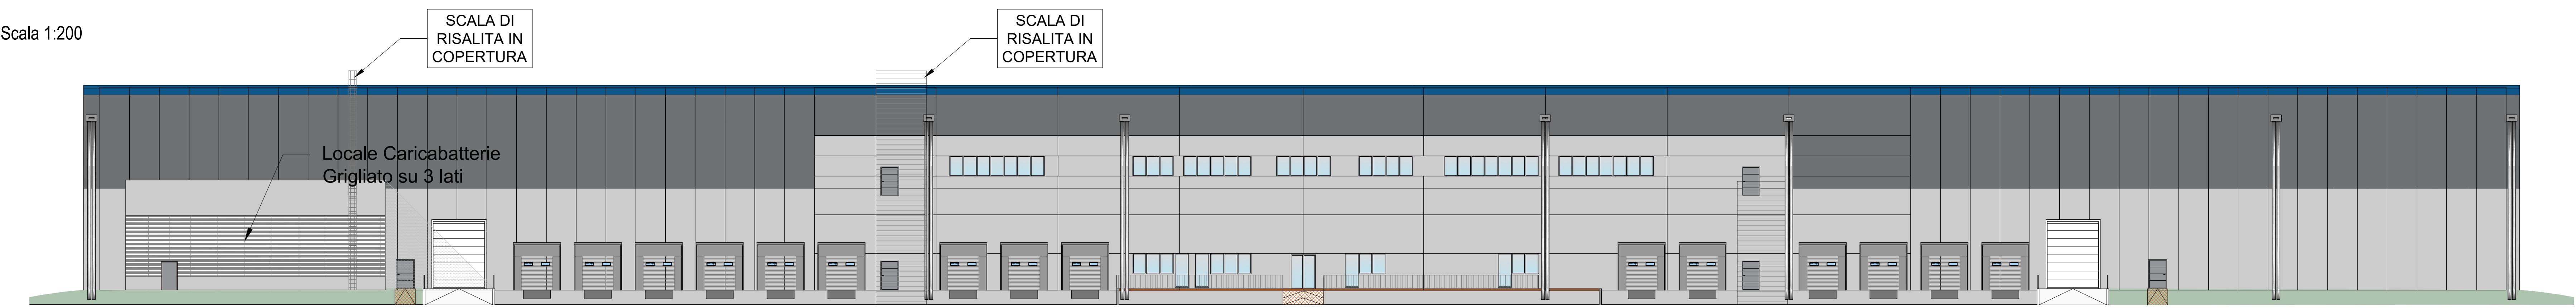 Scala 1:200
SCALA DI
RISALITA IN
COPERTURA
SCALA DI
RISALITA IN
COPERTURA
Locale Caricabatterie
Grigliato su 3 lati